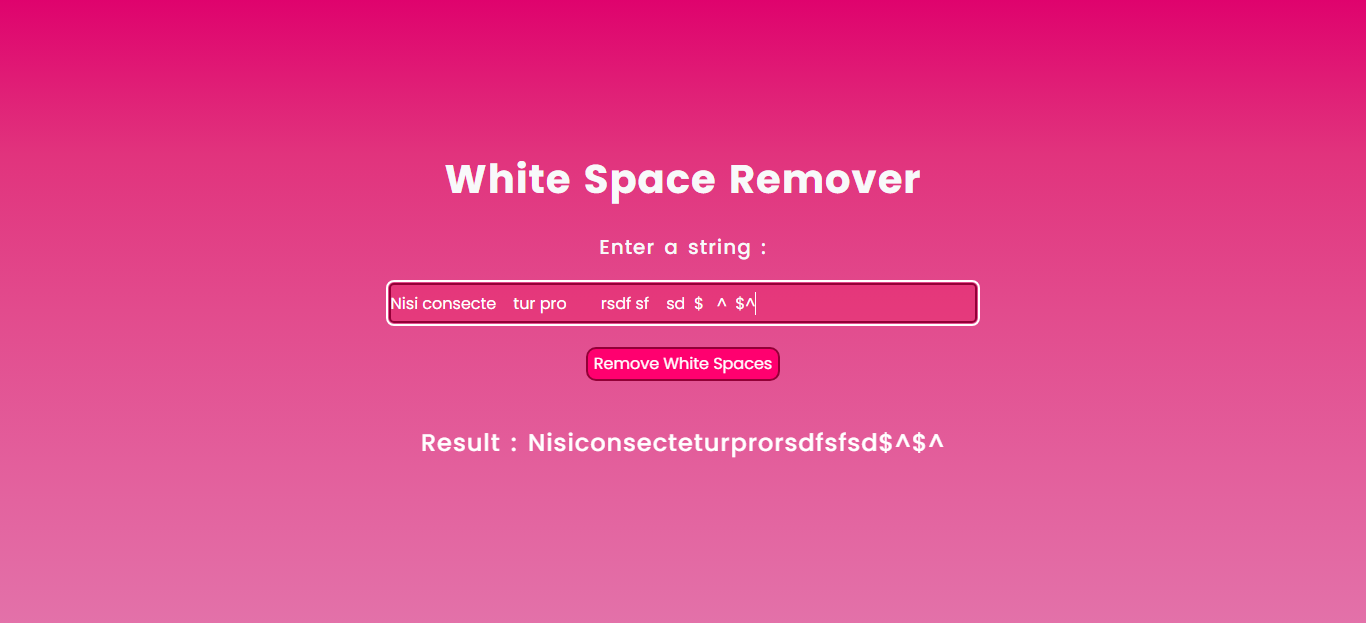 White Space Remover
Enter a string :
Nisi consecte    tur pro        rsdf sf    sd  $   ^  $^
Remove White Spaces
Result : Nisiconsecteturprorsdfsfsd$^$^